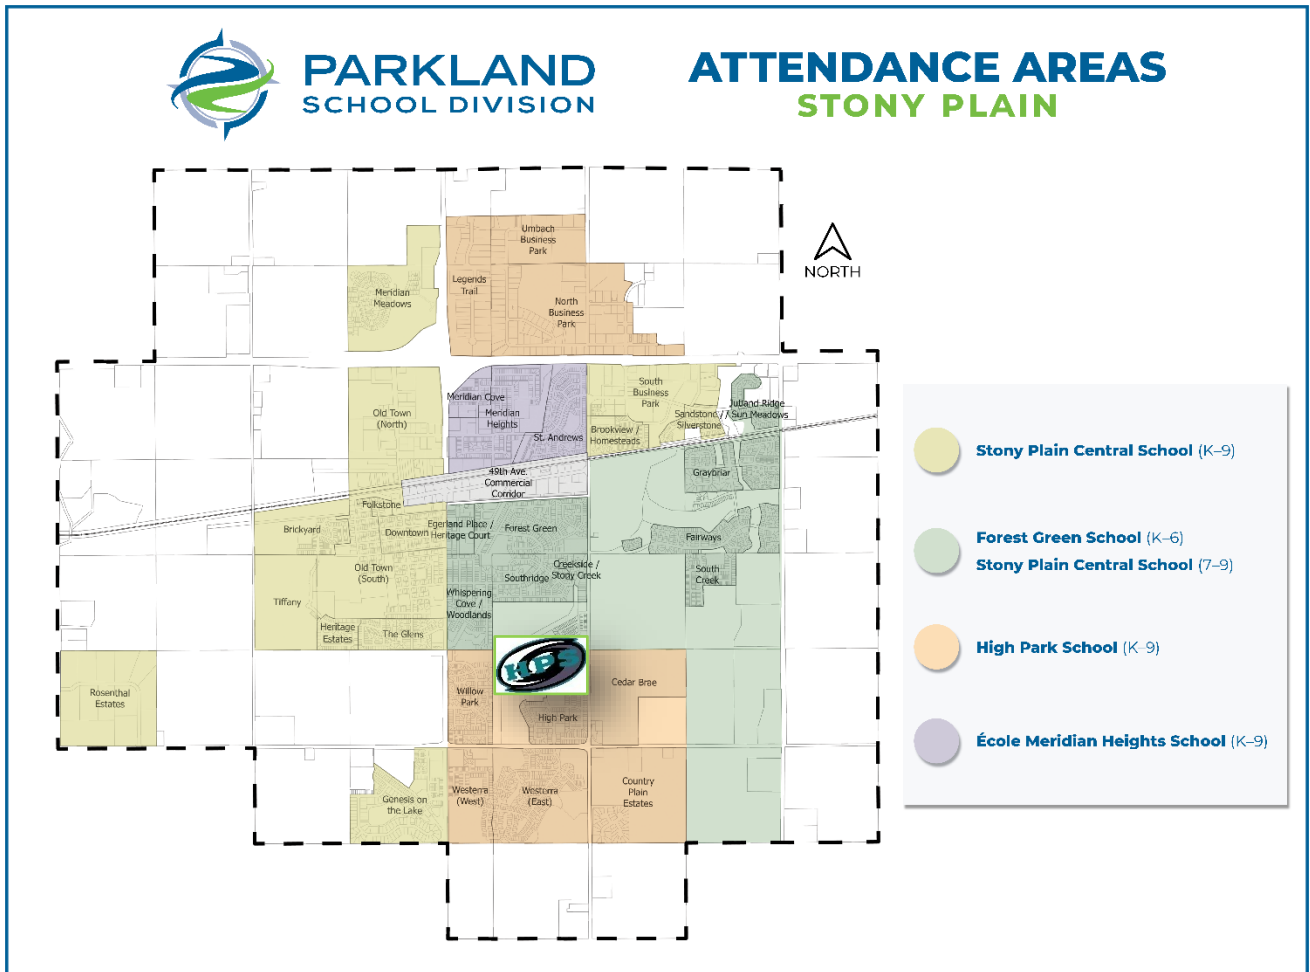 PARKLAND
SCHOOL DIVISION
ATTENDANCE AREAS
STONY PLAIN
NORTH
Umbach
Business
Park
Legends
Trail
North
Business
Park
Meridian
Meadows
Old Town
(North)
Meridian Cove
Meridian
Heights
St. Andrews
South
Business
Park
Brookview /
Homesteads
Sandstone /
Silverstone
Jutland Ridge
/ Sun Meadows
49th Ave.
Commercial
Corridor
Graybriar
Folkstone
Brickyard
Downtown
Egerland Place /
Heritage Court
Forest Green
Fairways
Old Town
(South)
Southridge
Creekside /
Stony Creek
South
Creek
Tiffany
Whispering
Cove /
Woodlands
Heritage
Estates
The Glens
HPS
Rosenthal
Estates
Willow
Park
High Park
Cedar Brae
Genesis on
the Lake
Westerra
(West)
Westerra
(East)
Country
Plain
Estates
Stony Plain Central School (K–9)
Forest Green School (K–6)
Stony Plain Central School (7–9)
High Park School (K–9)
École Meridian Heights School (K–9)